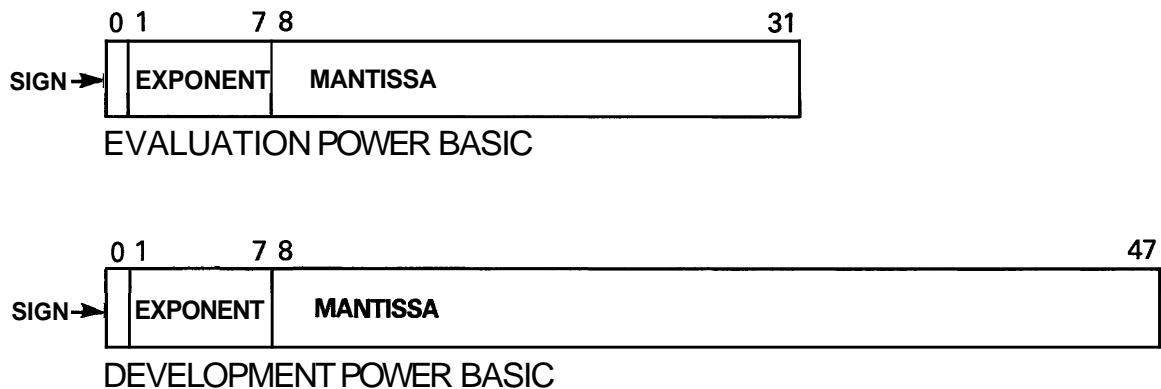 0 1 7 8 31
SIGN EXPONENT MANTISSA
EVALUATION POWER BASIC
0 1 7 8 47
SIGN EXPONENT MANTISSA
DEVELOPMENT POWER BASIC